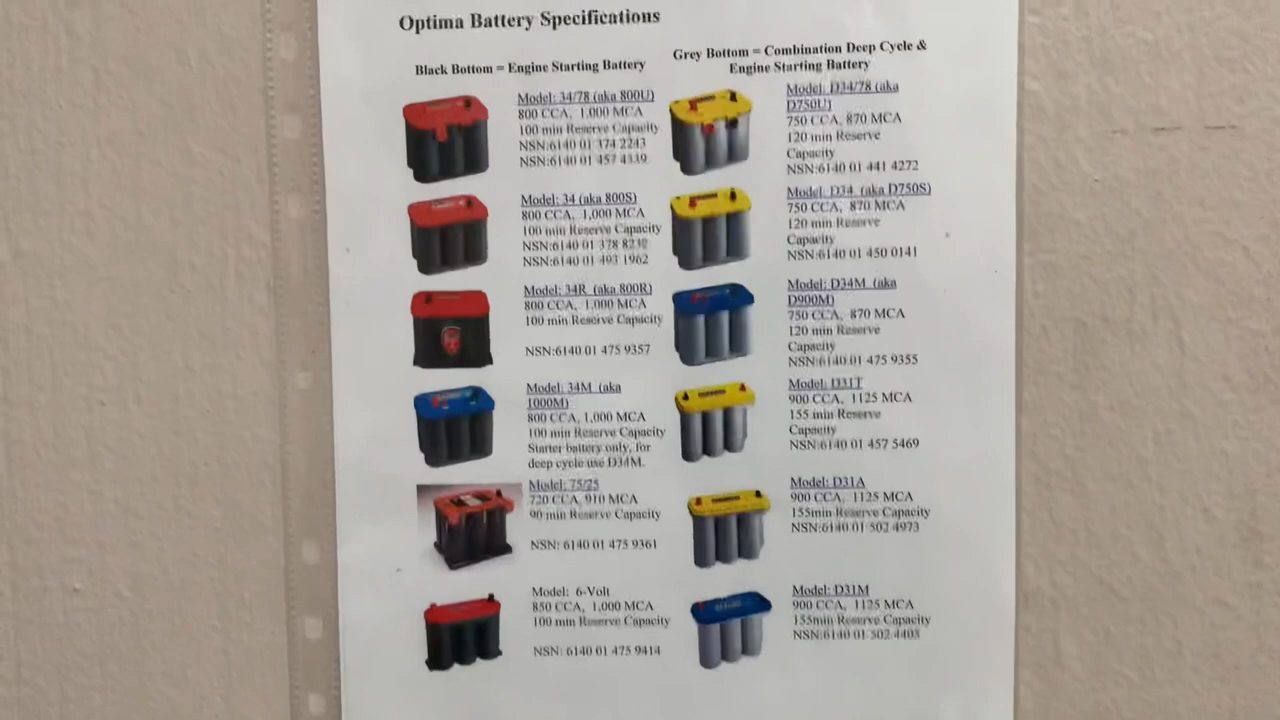 Optima Battery Specifications
Black Bottom = Engine Starting Battery
Model: 34/78 (aka 800U)
800 CCA, 1,000 MCA
100 min Reserve Capacity
NSN:6140 01 374 2243
NSN:6140 01 457 4339
Model: 34 (aka 800S)
800 CCA, 1,000 MCA
100 min Reserve Capacity
NSN:6140 01 378 8232
NSN:6140 01 493 1962
Model: 34R (aka 800R)
800 CCA, 1,000 MCA
100 min Reserve Capacity
NSN:6140 01 475 9357
Model: 34M (aka
1000M)
800 CCA, 1,000 MCA
100 min Reserve Capacity
Starter battery only, for
deep cycle use D34M.
Model: 75/25
720 CCA, 910 MCA
90 min Reserve Capacity
NSN: 6140 01 475 9361
Model: 6-Volt
850 CCA, 1,000 MCA
100 min Reserve Capacity
NSN: 6140 01 475 9414
Grey Bottom = Combination Deep Cycle &
Engine Starting Battery
Model: D34/78 (aka
D750U)
750 CCA, 870 MCA
120 min Reserve
Capacity
NSN:6140 01 441 4272
Model: D34 (aka D750S)
750 CCA, 870 MCA
120 min Reserve
Capacity
NSN:6140 01 450 0141
Model: D34M (aka
D900M)
750 CCA, 870 MCA
120 min Reserve
Capacity
NSN:6140 01 475 9355
Model: D31T
900 CCA, 1125 MCA
155 min Reserve
Capacity
NSN:6140 01 457 5469
Model: D31A
900 CCA, 1125 MCA
155min Reserve Capacity
NSN:6140 01 502 4973
Model: D31M
900 CCA, 1125 MCA
155min Reserve Capacity
NSN:6140 01 502 4405